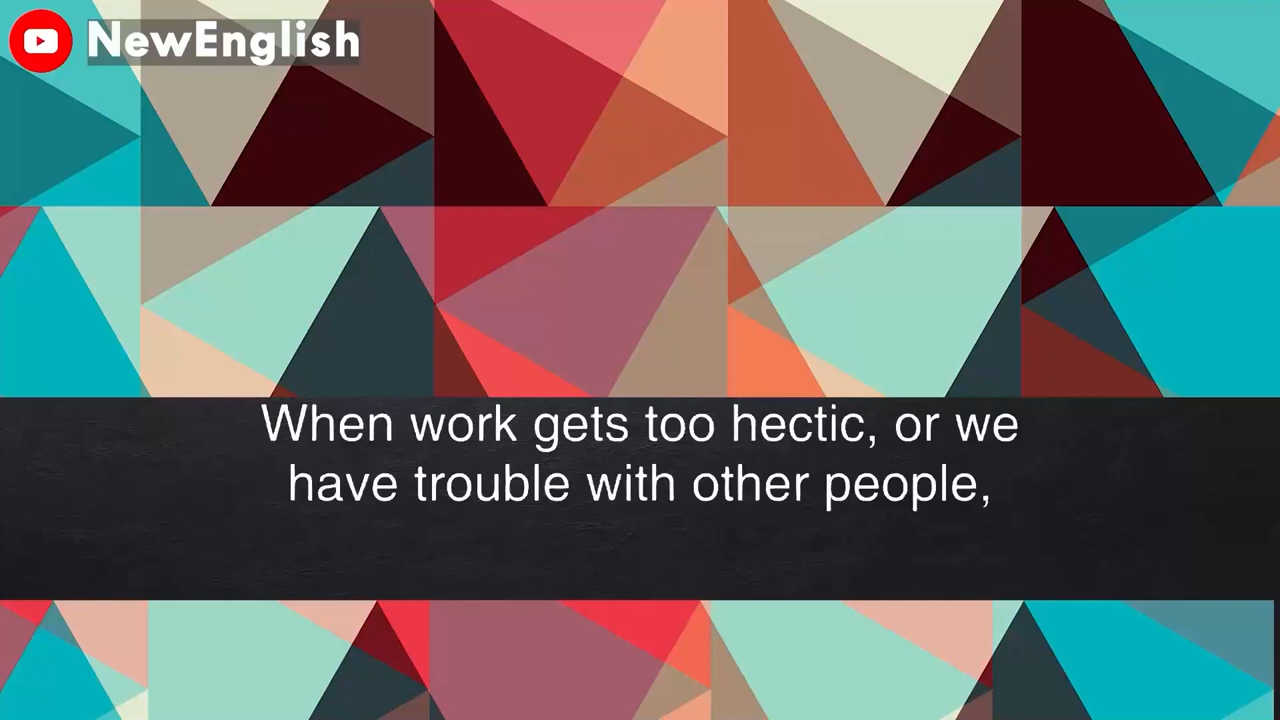 NewEnglish
When work gets too hectic, or we
have trouble with other people,